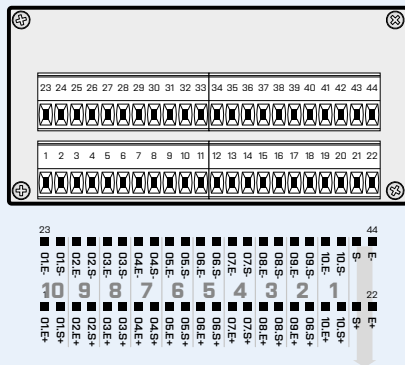 23 24 25 26 27 28 29 30 31 32 33 34 35 36 37 38 39 40 41 42 43 44
1 2 3 4 5 6 7 8 9 10 11 12 13 14 15 16 17 18 19 20 21 22
23 44
01.E- 01.S- 02.E- 02.S- 03.E- 03.S- 04.E- 04.S- 05.E- 05.S- 06.E- 06.S- 07.E- 07.S- 08.E- 08.S- 09.E- 09.S- 10.E- 10.S- S- E-
10 9 8 7 6 5 4 3 2 1 22
01.E+ 01.S+ 02.E+ 02.S+ 03.E+ 03.S+ 04.E+ 04.S+ 05.E+ 05.S+ 06.E+ 06.S+ 07.E+ 07.S+ 08.E+ 08.S+ 09.E+ 06.S+ 10.E+ 10.S+ S+ E+